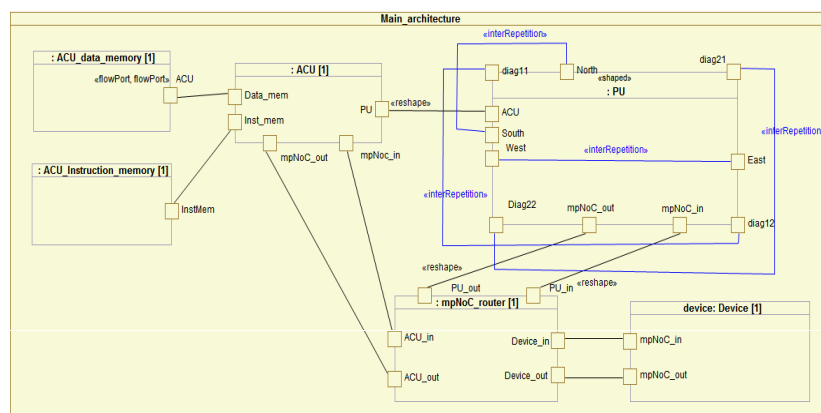 Main_architecture
: ACU_data_memory [1]
«flowPort, flowPort» ACU
: ACU [1]
Data_mem
Inst_mem
PU
«reshape»
mpNoC_out
mpNoc_in
: ACU_Instruction_memory [1]
InstMem
«interRepetition»
diag11
North
«shaped»
diag21
: PU
ACU
South
West
«interRepetition»
«interRepetition»
East
«interRepetition»
Diag22
mpNoC_out
mpNoC_in
diag12
«reshape»
«reshape»
PU_out
PU_in
: mpNoC_router [1]
ACU_in
ACU_out
Device_in
Device_out
device: Device [1]
mpNoC_in
mpNoC_out